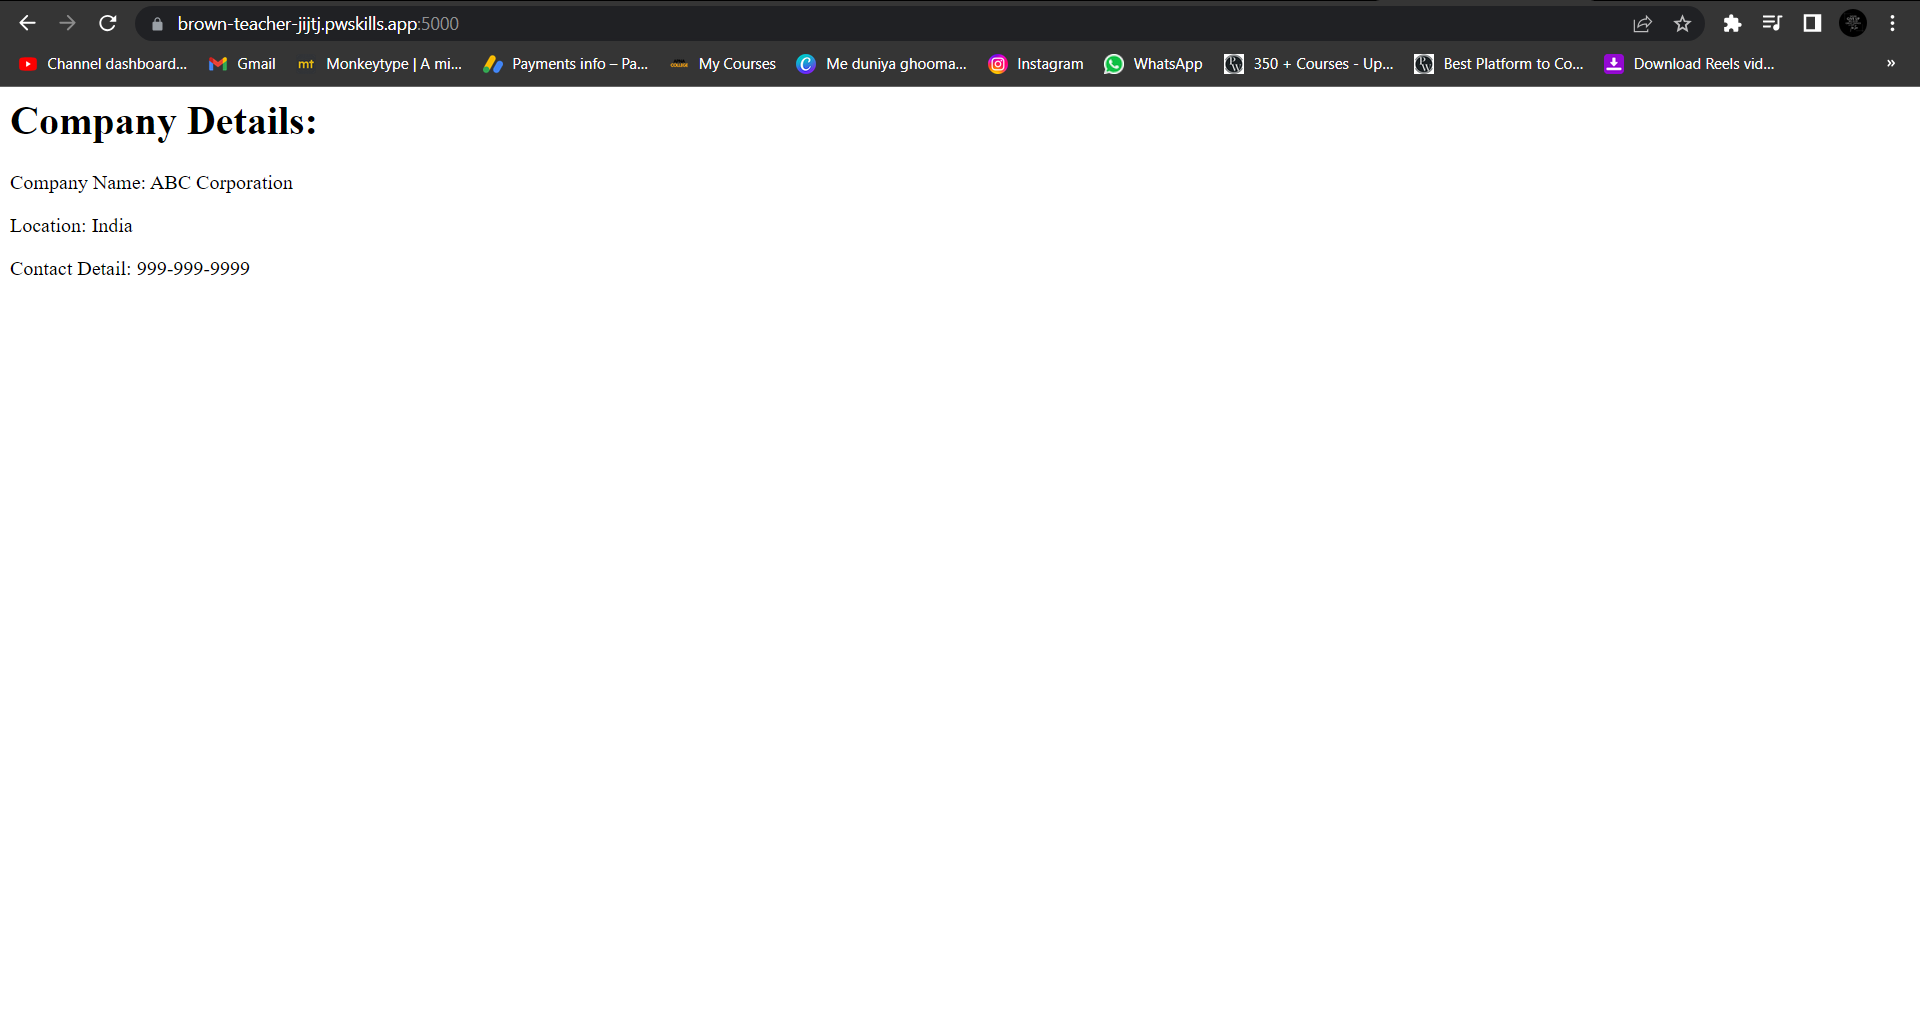 brown-teacher-jijtj.pwskills.app:5000
Channel dashboard... Gmail mt Monkeytype | A mi... Payments info – Pa... My Courses Me duniya ghooma... Instagram WhatsApp 350 + Courses - Up... Best Platform to Co... Download Reels vid... »
Company Details:
Company Name: ABC Corporation
Location: India
Contact Detail: 999-999-9999